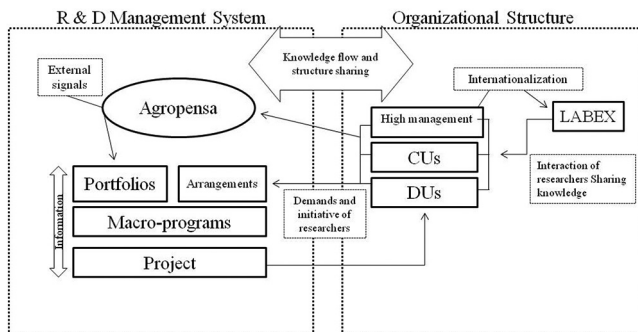 R & D Management System
Organizational Structure
Knowledge flow and
structure sharing
External
signals
Agropensa
Internationalization
High management
LABEX
CUs
Interaction of
researchers Sharing
knowledge
Portfolios
Arrangements
DUs
Demands and
initiative of
researchers
Information
Macro-programs
Project